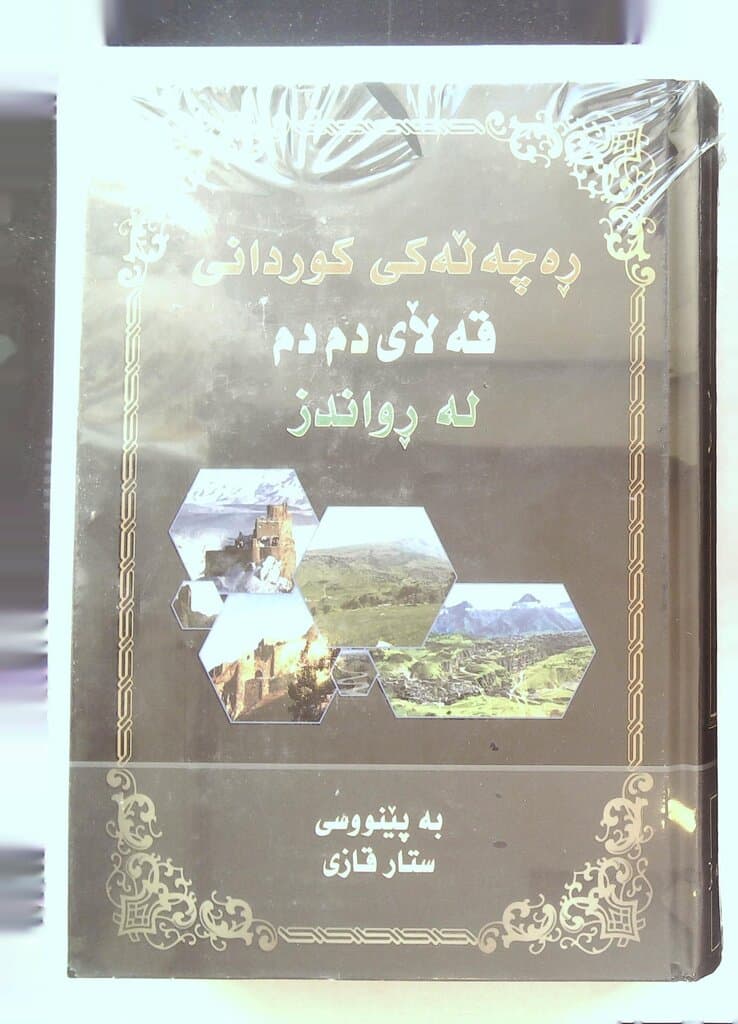 ڕەچەڵەکی کوردانی
قەڵای دم دم
لە ڕواندز
بە پێنووسی
ستار قازی